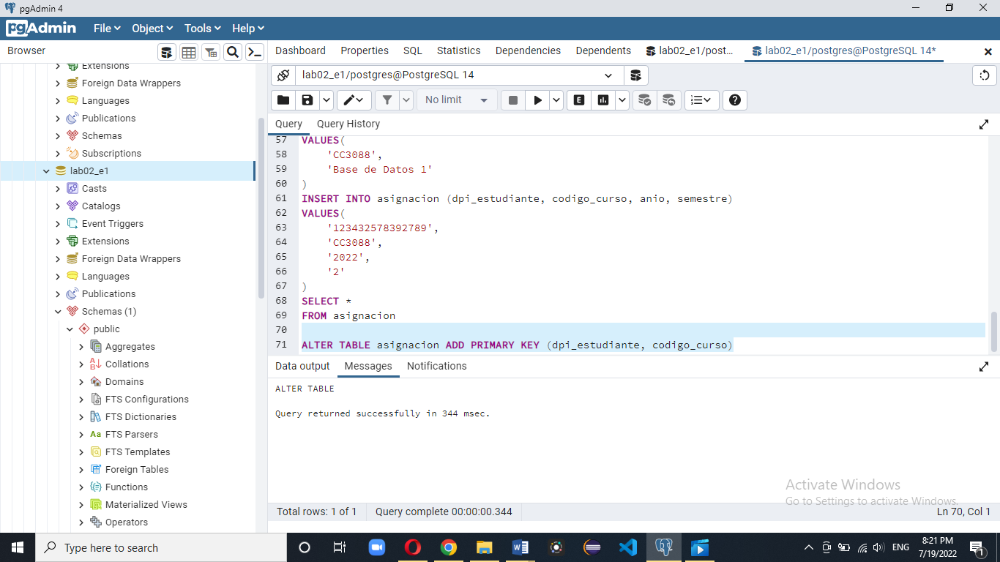 pgAdmin 4
pgAdmin File Object Tools Help
Browser
Dashboard Properties SQL Statistics Dependencies Dependents lab02_e1/post... lab02_e1/postgres@PostgreSQL 14*
Extensions
Foreign Data Wrappers
Languages
Publications
Schemas
Subscriptions
lab02_e1
Casts
Catalogs
Event Triggers
Extensions
Foreign Data Wrappers
Languages
Publications
Schemas (1)
public
Aggregates
Collations
Domains
FTS Configurations
FTS Dictionaries
Aa FTS Parsers
FTS Templates
Foreign Tables
Functions
Materialized Views
Operators
lab02_e1/postgres@PostgreSQL 14
No limit E
Query Query History
57 VALUES(
58 'CC3088',
59 'Base de Datos 1'
60 )
61 INSERT INTO asignacion (dpi_estudiante, codigo_curso, anio, semestre)
62 VALUES(
63 '123432578392789',
64 'CC3088',
65 '2022',
66 '2'
67 )
68 SELECT *
69 FROM asignacion
70
71 ALTER TABLE asignacion ADD PRIMARY KEY (dpi_estudiante, codigo_curso)
Data output Messages Notifications
ALTER TABLE
Query returned successfully in 344 msec.
Activate Windows
Go to Settings to activate Windows.
Total rows: 1 of 1 Query complete 00:00:00.344 Ln 70, Col 1
Type here to search
ENG
8:21 PM
7/19/2022
1